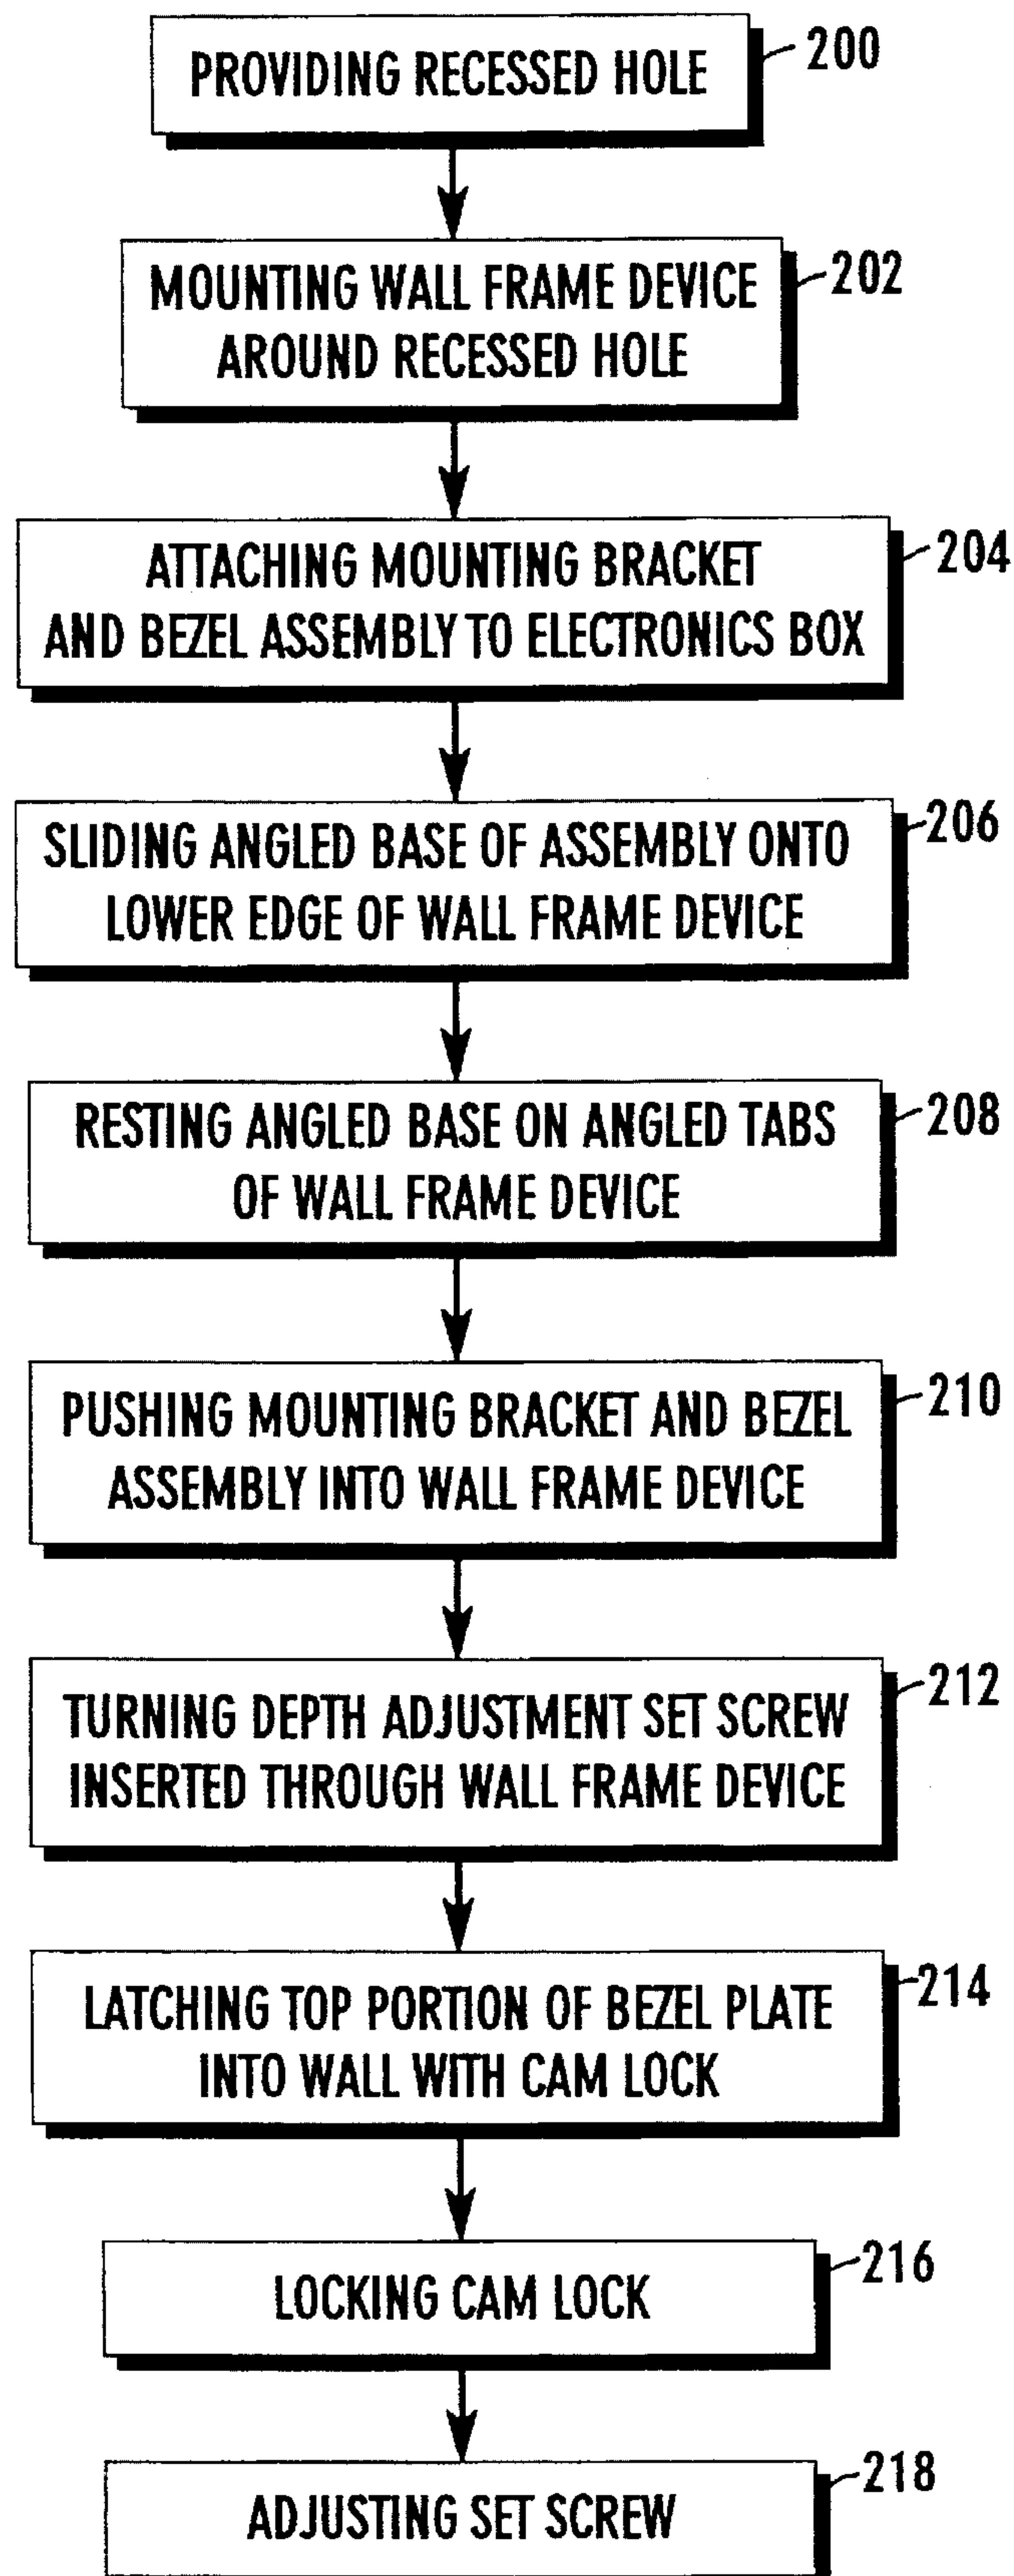 PROVIDING RECESSED HOLE
200
MOUNTING WALL FRAME DEVICE
AROUND RECESSED HOLE
202
ATTACHING MOUNTING BRACKET
AND BEZEL ASSEMBLY TO ELECTRONICS BOX
204
SLIDING ANGLED BASE OF ASSEMBLY ONTO
LOWER EDGE OF WALL FRAME DEVICE
206
RESTING ANGLED BASE ON ANGLED TABS
OF WALL FRAME DEVICE
208
PUSHING MOUNTING BRACKET AND BEZEL
ASSEMBLY INTO WALL FRAME DEVICE
210
TURNING DEPTH ADJUSTMENT SET SCREW
INSERTED THROUGH WALL FRAME DEVICE
212
LATCHING TOP PORTION OF BEZEL PLATE
INTO WALL WITH CAM LOCK
214
LOCKING CAM LOCK
216
ADJUSTING SET SCREW
218